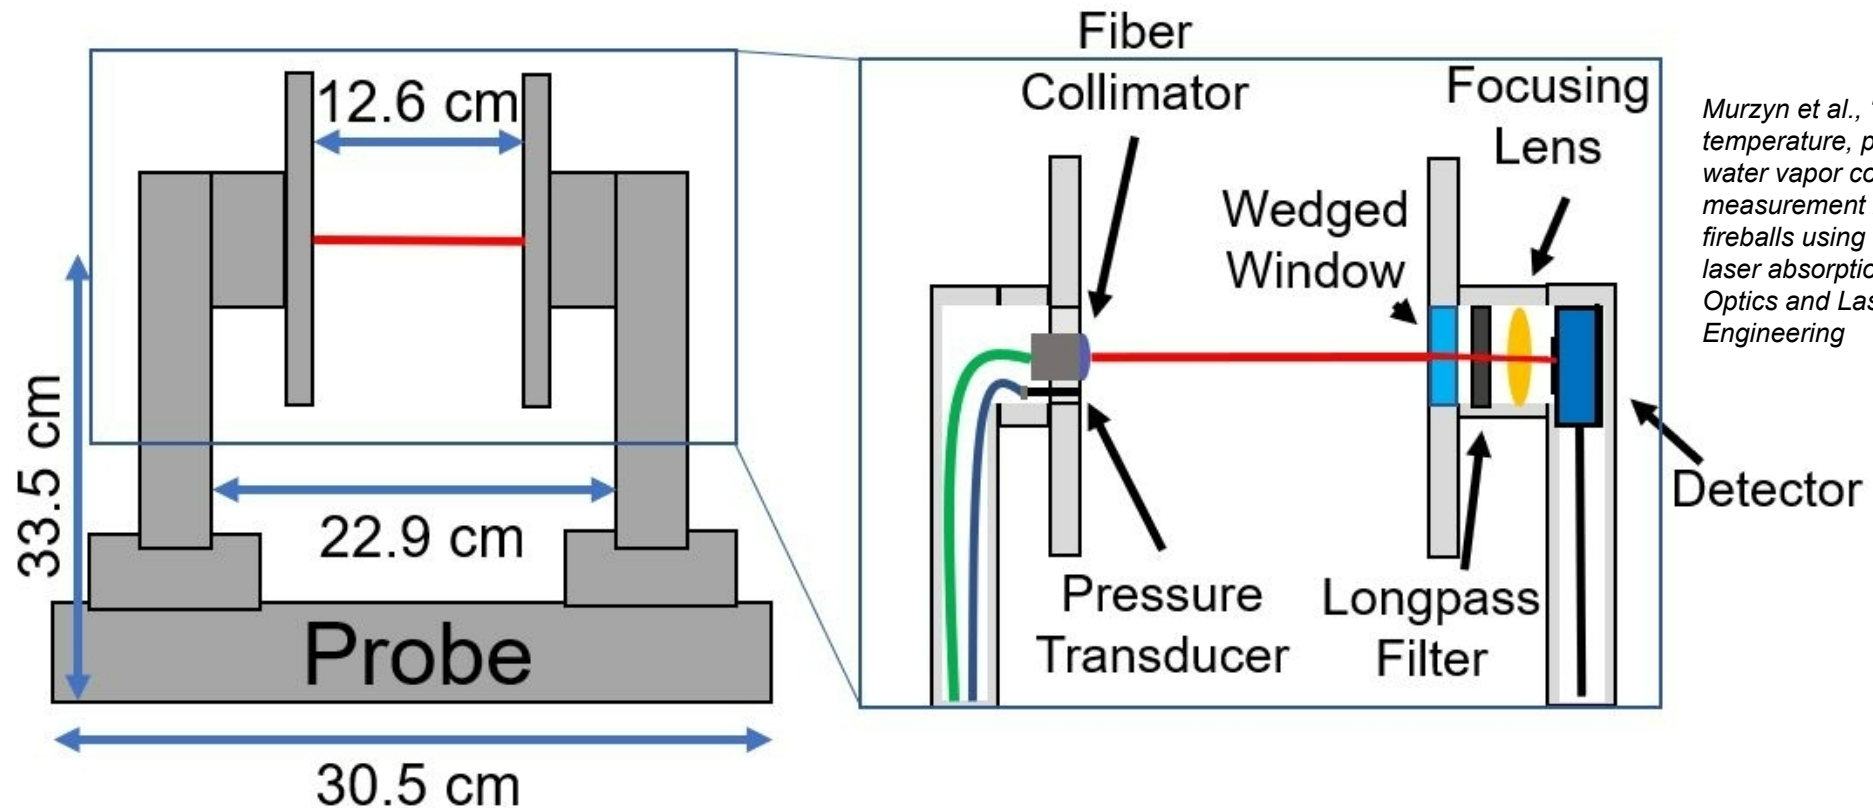 12.6 cm
33.5 cm
22.9 cm
Probe
30.5 cm
Fiber
Collimator
Focusing
Lens
Wedged
Window
Detector
Pressure
Transducer
Longpass
Filter
Murzyn et al.,
temperature, p
water vapor co
measurement
fireballs using
laser absorptio
Optics and Las
Engineering